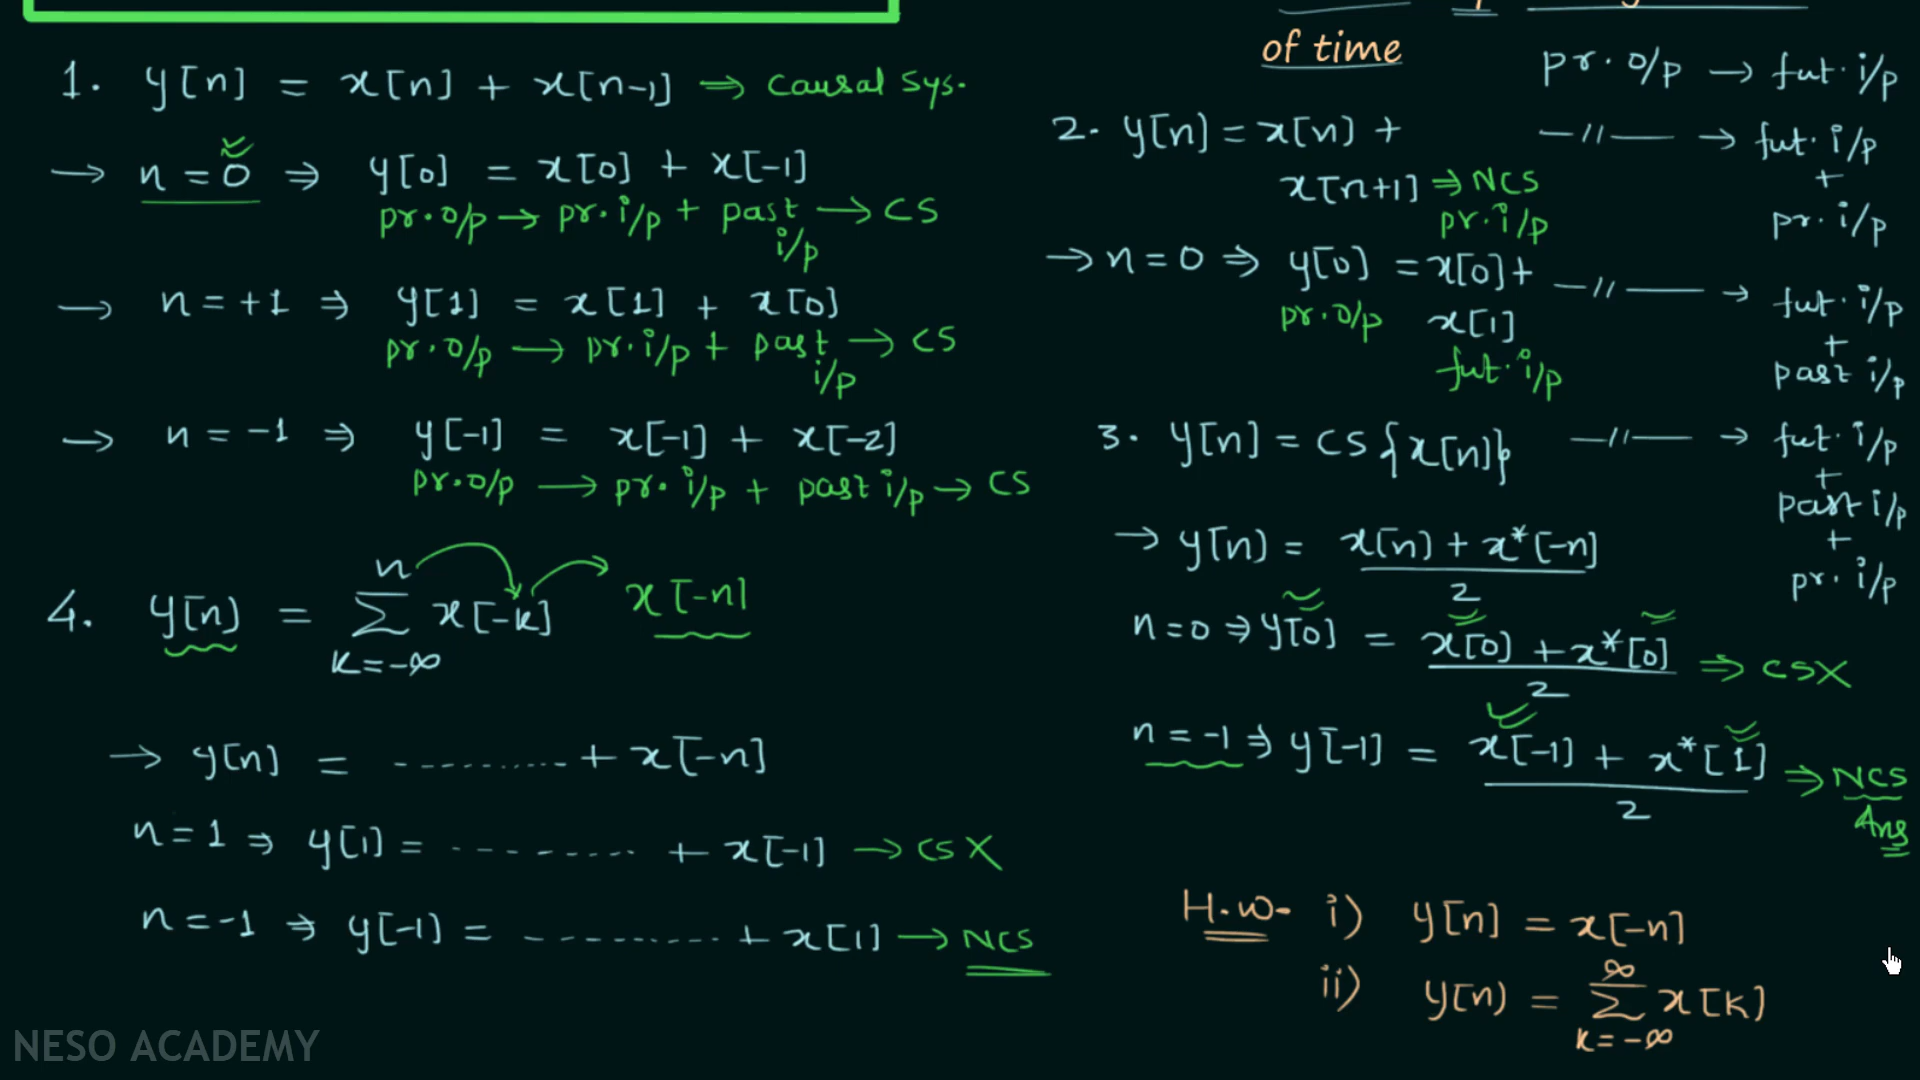 1. y[n] = x[n] + x[n-1] ⇒ causal sys.
→ n = 0 ⇒ y[0] = x[0] + x[-1]
pr. o/p → pr. i/p + past i/p → CS
→ n = +1 ⇒ y[1] = x[1] + x[0]
pr. o/p → pr. i/p + past i/p → CS
→ n = -1 ⇒ y[-1] = x[-1] + x[-2]
pr. o/p → pr. i/p + past i/p → CS
4. y[n] = n Σ k=-∞ x[-k] x[-n]
→ y[n] = ---------- + x[-n]
n = 1 ⇒ y[1] = --------- + x[-1] → CS X
n = -1 ⇒ y[-1] = ---------- + x[1] → NCS
of time
pr. o/p → fut. i/p
—〃— → fut. i/p
+
pr. i/p
—〃— → fut. i/p
+
past i/p
—〃— → fut. i/p
+
past i/p
+
pr. i/p
2. y[n] = x[n] +
x[n+1] ⇒ NCS
pr. i/p
→ n = 0 ⇒ y[0] = x[0] +
pr. o/p x[1]
fut. i/p
3. y[n] = CS {x[n]}
→ y[n] = x[n] + x*[-n]
2
n = 0 ⇒ y[0] = x[0] + x*[0] ⇒ CS X
2
n = -1 ⇒ y[-1] = x[-1] + x*[1] ⇒ NCS
2 Ans
H.W- i) y[n] = x[-n]
ii) y[n] = ∞ Σ k=-∞ x[k]
NESO ACADEMY